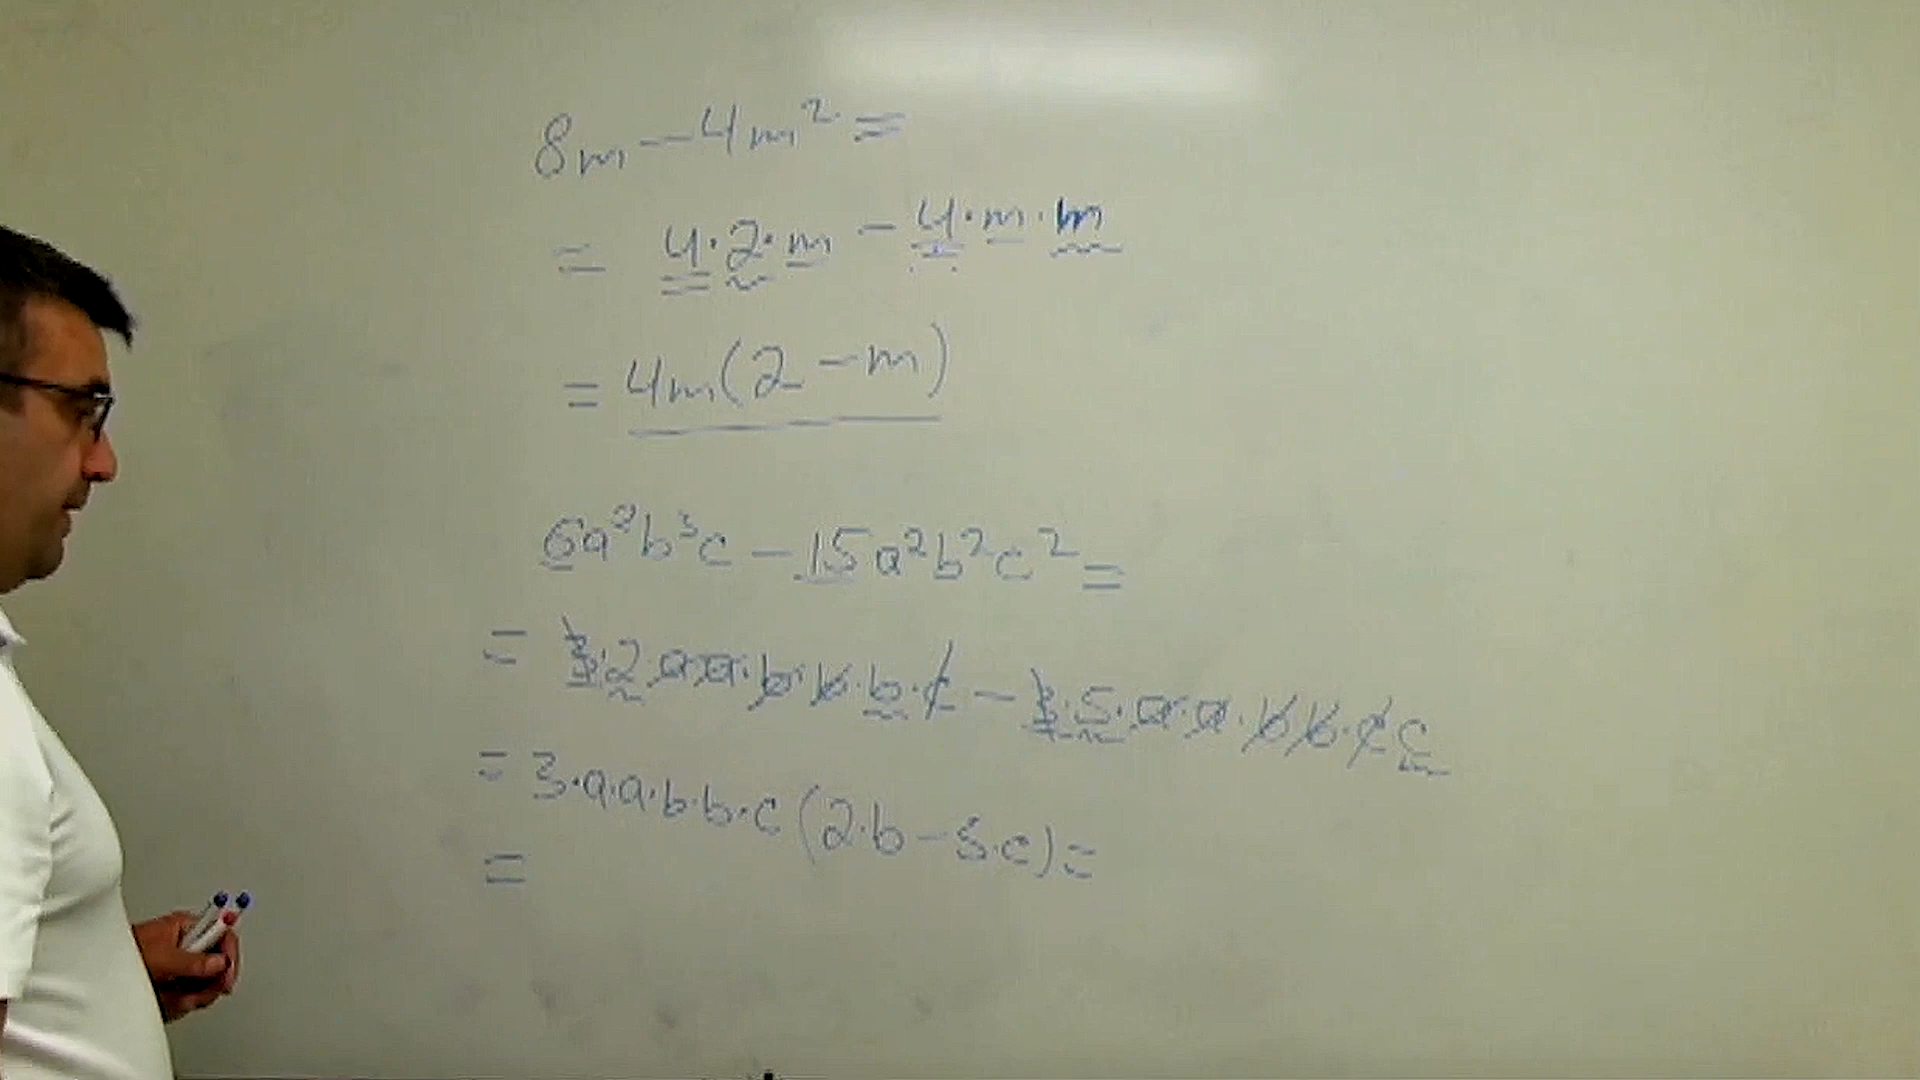 8m - 4m² =
= 4·2·m - 4·m·m
= 4m(2 - m)
6a²b³c - 15a²b²c² =
= 3·2·a·a·b·b·b·c - 3·5·a·a·b·b·c·c
= 3·a·a·b·b·c(2·b - 5·c) =
=